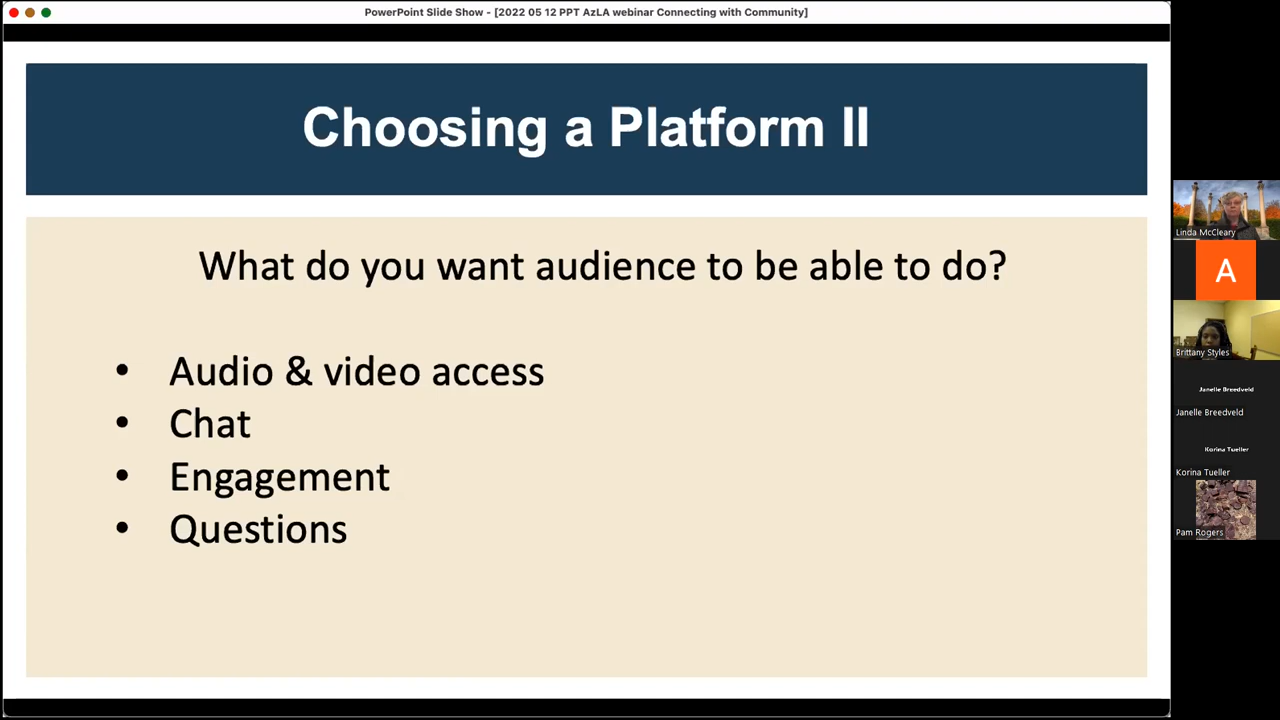 PowerPoint Slide Show - [2022 05 12 PPT AzLA webinar Connecting with Community]
Choosing a Platform II
What do you want audience to be able to do?
• Audio & video access
• Chat
• Engagement
• Questions
Linda McCleary
A
Brittany Styles
Janelle Breedveld
Janelle Breedveld
Korina Tueller
Korina Tueller
Pam Rogers